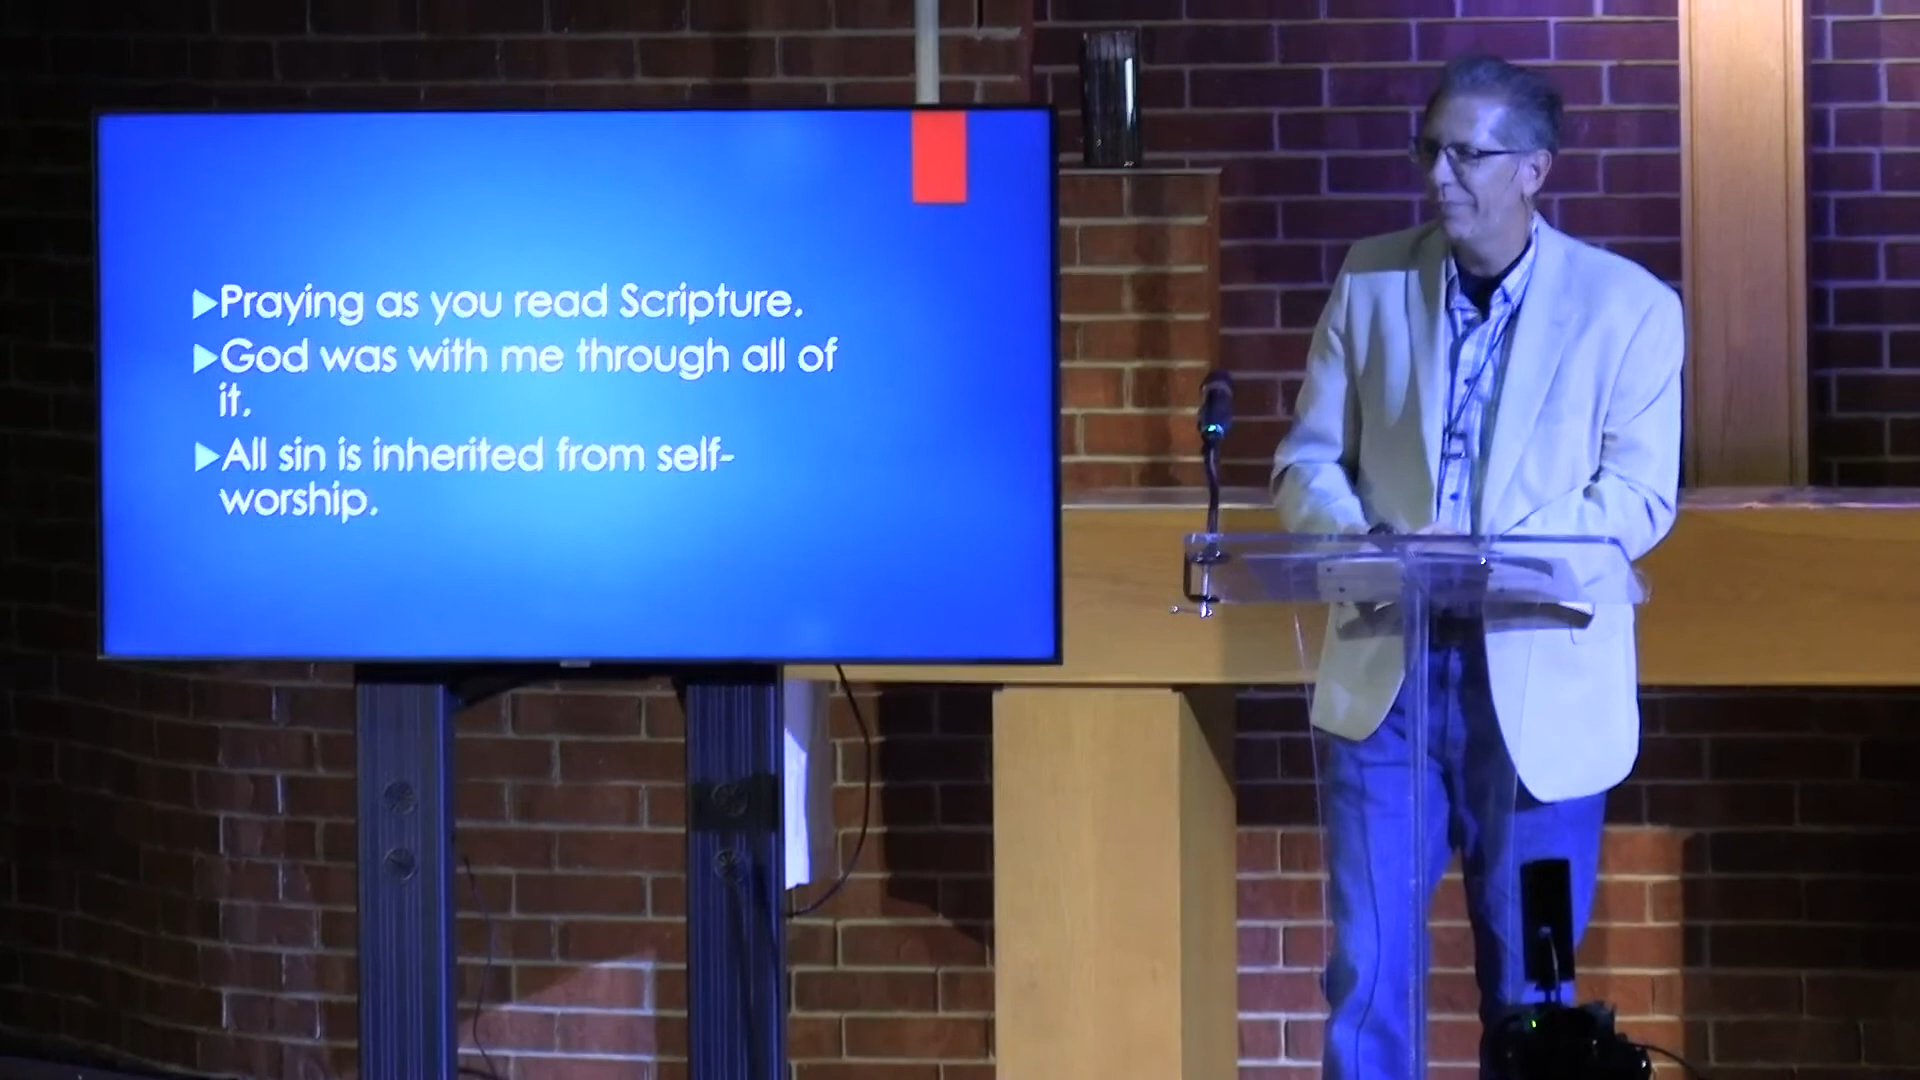 ▶Praying as you read Scripture.
▶God was with me through all of
it.
▶All sin is inherited from self-
worship.